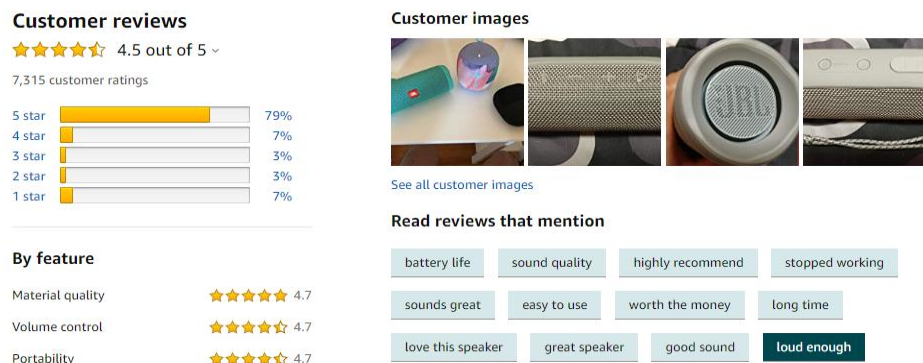 Customer reviews
4.5 out of 5
7,315 customer ratings
5 star 79%
4 star 7%
3 star 3%
2 star 3%
1 star 7%
By feature
Material quality 4.7
Volume control 4.7
Portability 4.7
Customer images
JBL
See all customer images
Read reviews that mention
battery life sound quality highly recommend stopped working
sounds great easy to use worth the money long time
love this speaker great speaker good sound loud enough